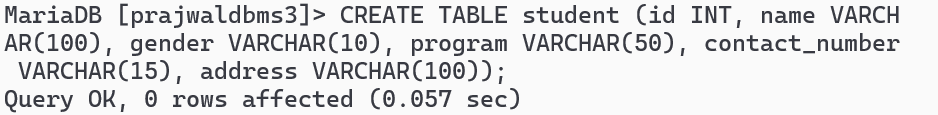 MariaDB [prajwaldbms3]> CREATE TABLE student (id INT, name VARCH
AR(100), gender VARCHAR(10), program VARCHAR(50), contact_number
 VARCHAR(15), address VARCHAR(100));
Query OK, 0 rows affected (0.057 sec)